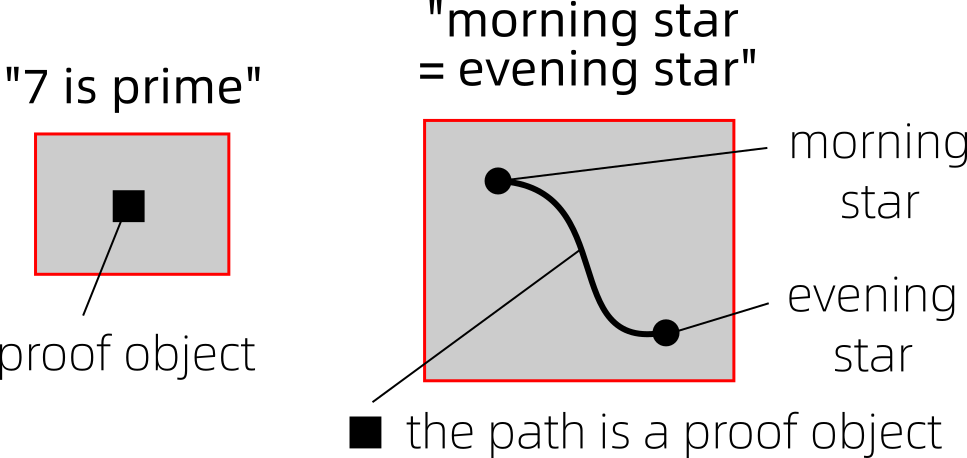 "7 is prime"
proof object
"morning star
= evening star"
morning
star
evening
star
the path is a proof object